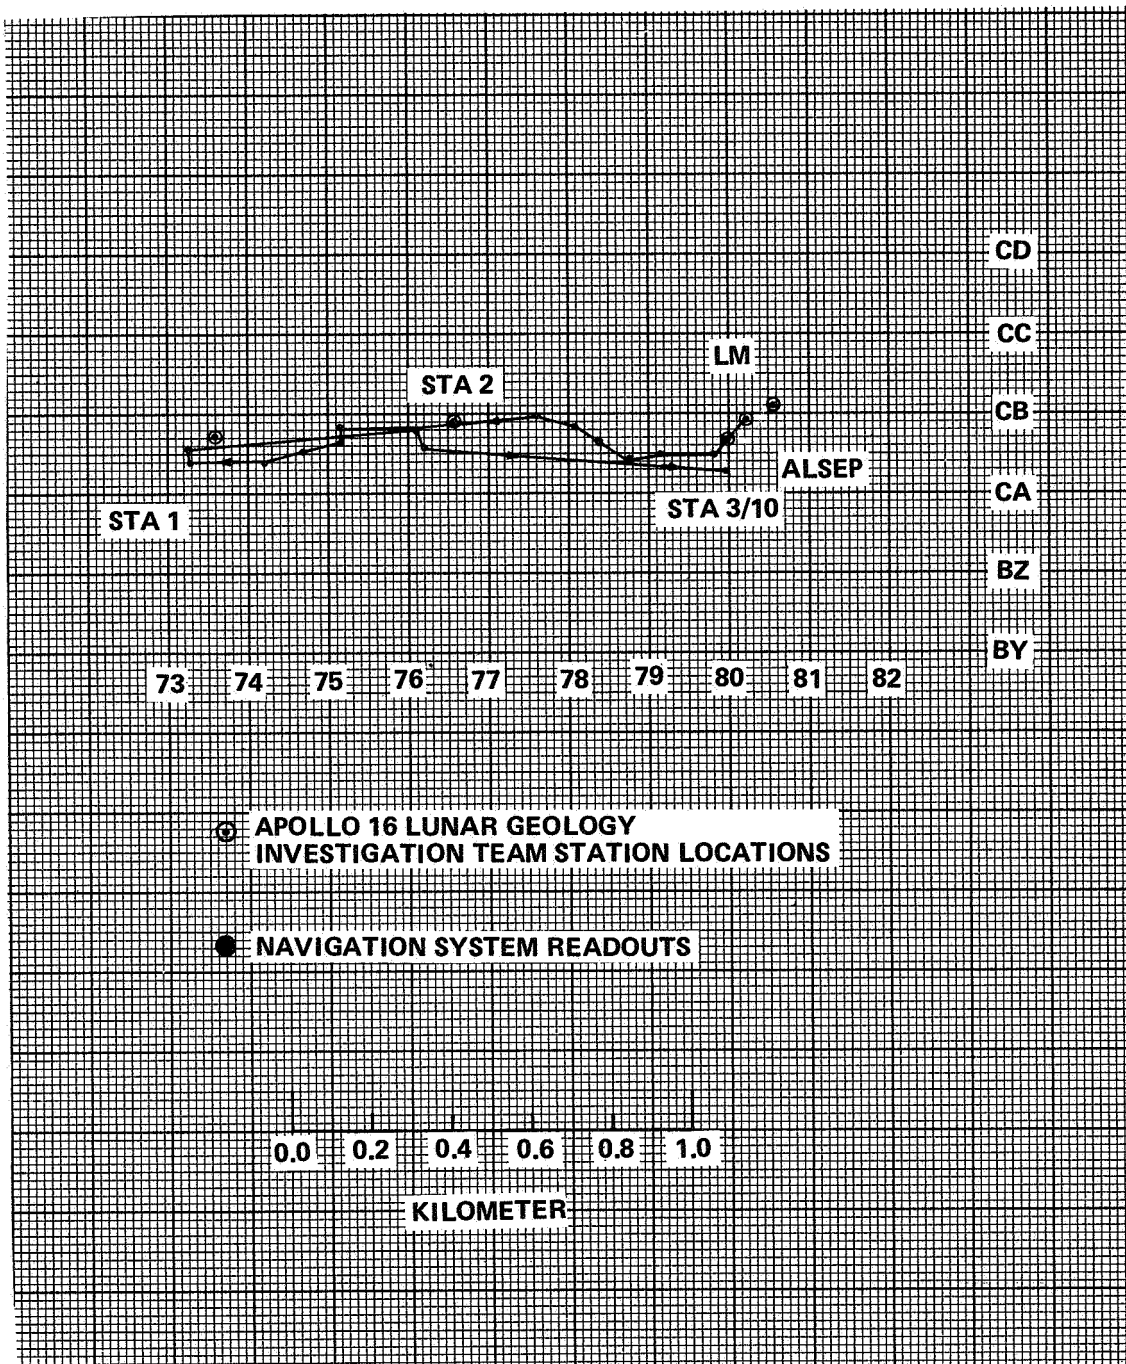 CD
CC
LM
STA 2
CB
ALSEP
CA
STA 3/10
STA 1
BZ
BY
73 74 75 76 77 78 79 80 81 82
APOLLO 16 LUNAR GEOLOGY
INVESTIGATION TEAM STATION LOCATIONS
NAVIGATION SYSTEM READOUTS
0.0 0.2 0.4 0.6 0.8 1.0
KILOMETER